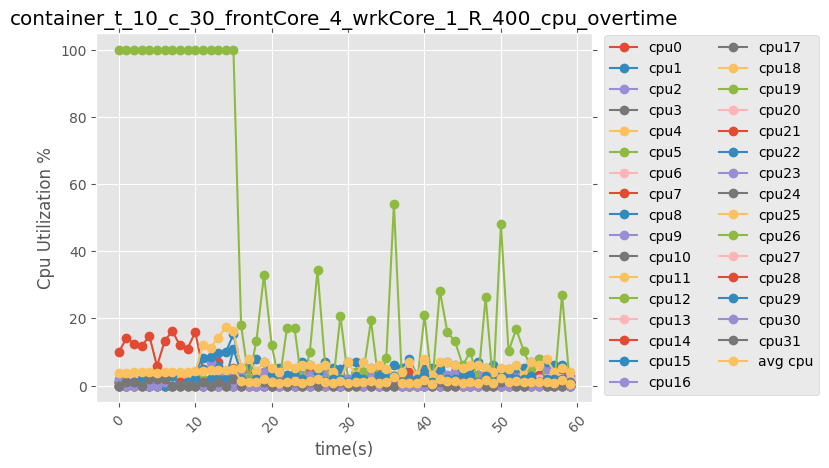 container_t_10_c_30_frontCore_4_wrkCore_1_R_400_cpu_overtime
100
80
60
40
20
0
Cpu Utilization %
0
10
20
30
40
50
60
time(s)
cpu0
cpu1
cpu2
cpu3
cpu4
cpu5
cpu6
cpu7
cpu8
cpu9
cpu10
cpu11
cpu12
cpu13
cpu14
cpu15
cpu16
cpu17
cpu18
cpu19
cpu20
cpu21
cpu22
cpu23
cpu24
cpu25
cpu26
cpu27
cpu28
cpu29
cpu30
cpu31
avg cpu